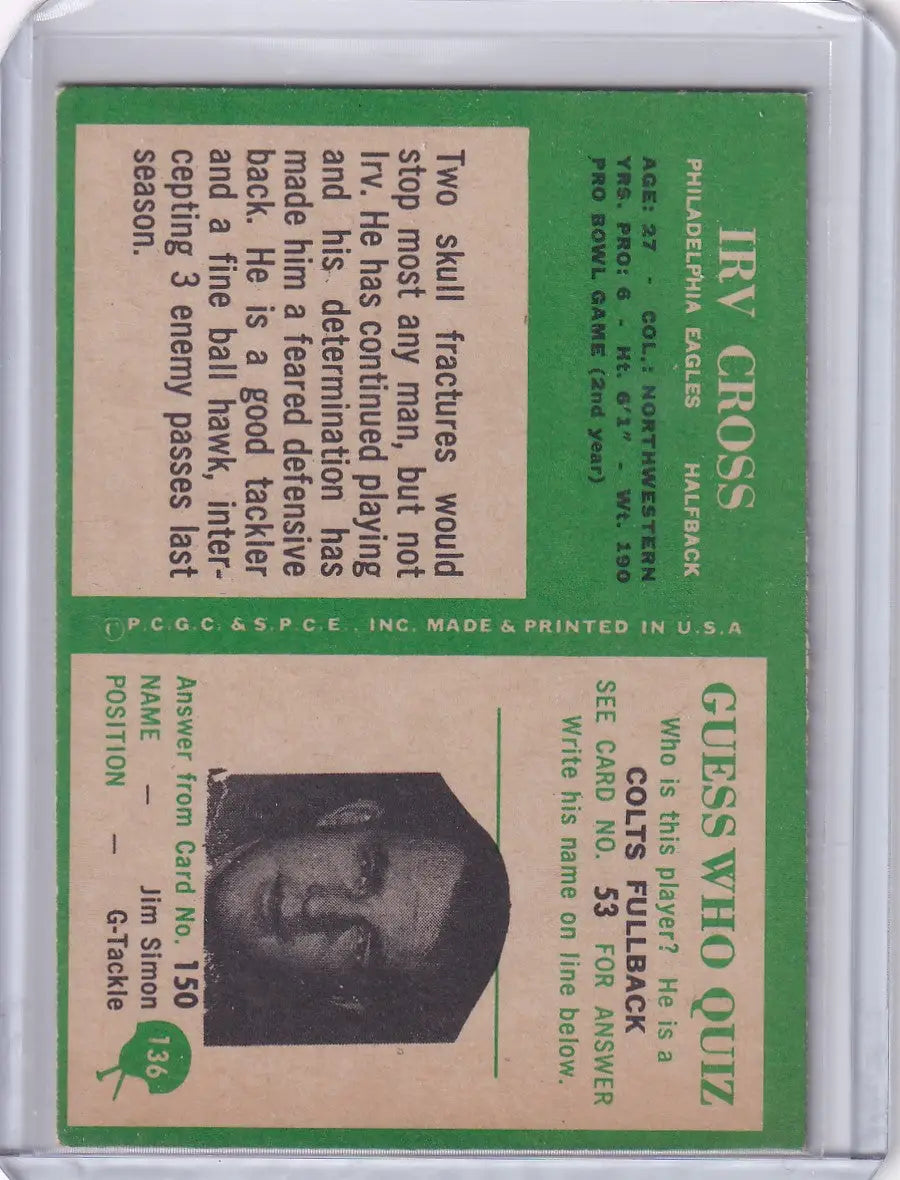 IRV CROSS
PHILADELPHIA EAGLES HALFBACK
AGE: 27 - COL.: NORTHWESTERN
YRS. PRO: 6 - Ht. 6'1" - Wt. 190
PRO BOWL GAME (2nd year)
Two skull fractures would
stop most any man, but not
Irv. He has continued playing
and his determination has
made him a feared defensive
back. He is a good tackler
and a fine ball hawk, inter-
cepting 3 enemy passes last
season.
©P.C.G.C. & S.P.C.E., INC. MADE & PRINTED IN U.S.A
GUESS WHO QUIZ
Who is this player? He is a
COLTS FULLBACK
SEE CARD NO. 53 FOR ANSWER
Write his name on line below.
Answer from Card No. 150
NAME — Jim Simon
POSITION — G-Tackle
136